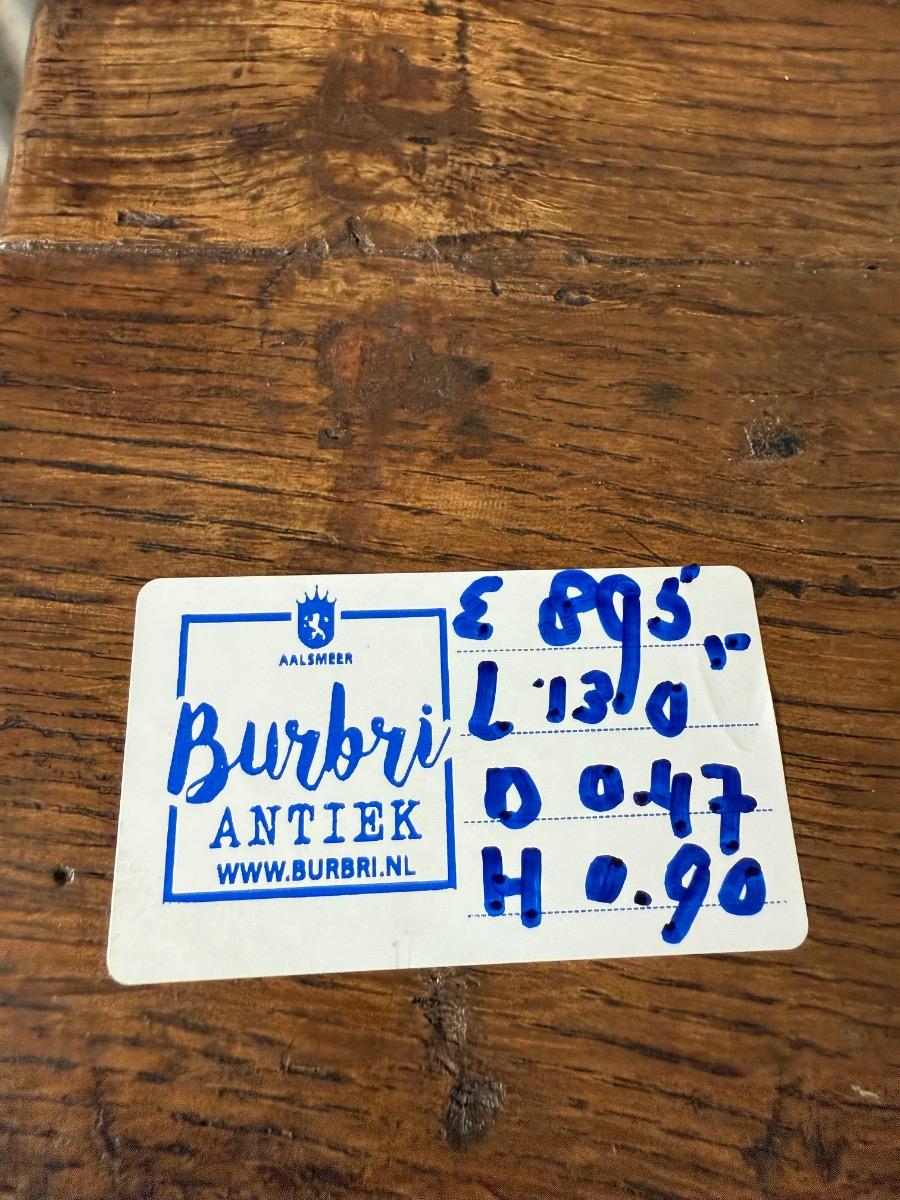 AALSMEER
Burbri
ANTIEK
WWW.BURBRI.NL
E 895,"
L 1.30
D 0.47
H 0.90